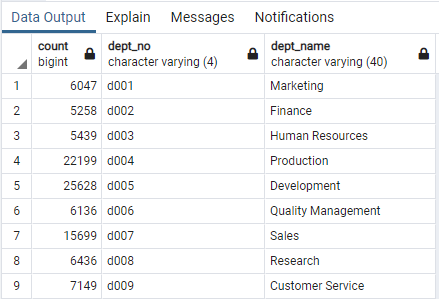 Data Output Explain Messages Notifications
count dept_no dept_name
bigint character varying (4) character varying (40)
1 6047 d001 Marketing
2 5258 d002 Finance
3 5439 d003 Human Resources
4 22199 d004 Production
5 25628 d005 Development
6 6136 d006 Quality Management
7 15699 d007 Sales
8 6436 d008 Research
9 7149 d009 Customer Service